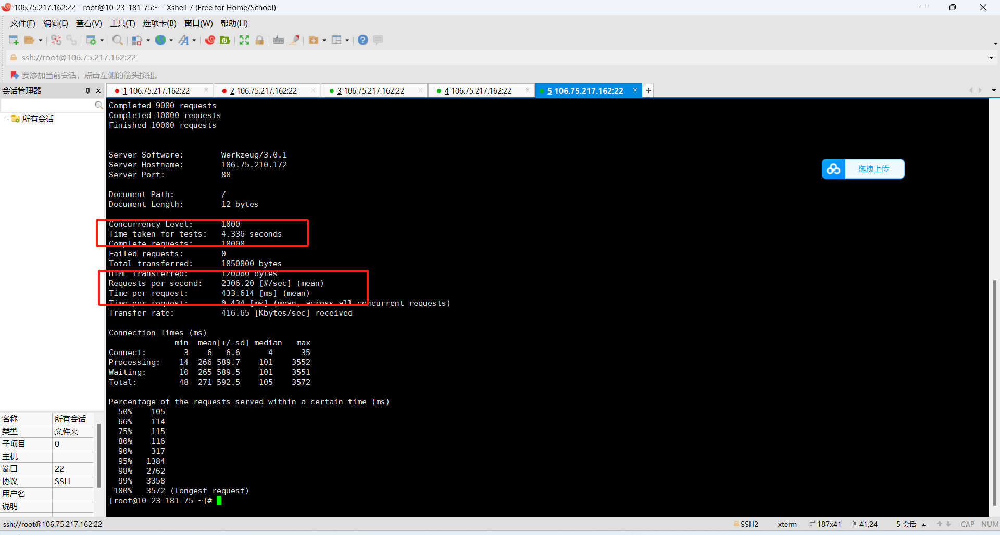 106.75.217.162:22 - root@10-23-181-75:~ - Xshell 7 (Free for Home/School)
文件(F) 编辑(E) 查看(V) 工具(T) 选项卡(B) 窗口(W) 帮助(H)
ssh://root@106.75.217.162:22
要添加当前会话，点击左侧的箭头按钮。
会话管理器
1 106.75.217.162:22
2 106.75.217.162:22
3 106.75.217.162:22
4 106.75.217.162:22
5 106.75.217.162:22
所有会话
Completed 9000 requests
Completed 10000 requests
Finished 10000 requests
Server Software: Werkzeug/3.0.1
Server Hostname: 106.75.210.172
Server Port: 80
Document Path: /
Document Length: 12 bytes
Concurrency Level: 1000
Time taken for tests: 4.336 seconds
Complete requests: 10000
Failed requests: 0
Total transferred: 1850000 bytes
HTML transferred: 120000 bytes
Requests per second: 2306.20 [#/sec] (mean)
Time per request: 433.614 [ms] (mean)
Time per request: 0.434 [ms] (mean, across all concurrent requests)
Transfer rate: 416.65 [Kbytes/sec] received
Connection Times (ms)
min mean[+/-sd] median max
Connect: 3 6 6.6 4 35
Processing: 14 266 589.7 101 3552
Waiting: 10 265 589.5 101 3551
Total: 48 271 592.5 105 3572
Percentage of the requests served within a certain time (ms)
50% 105
66% 114
75% 115
80% 116
90% 317
95% 1384
98% 2762
99% 3358
100% 3572 (longest request)
[root@10-23-181-75 ~]#
拖拽上传
名称 所有会话
类型 文件夹
子项目 0
主机
端口 22
协议 SSH
用户名
说明
ssh://root@106.75.217.162:22
SSH2 xterm 187x41 41,24 5 会话 CAP NUM